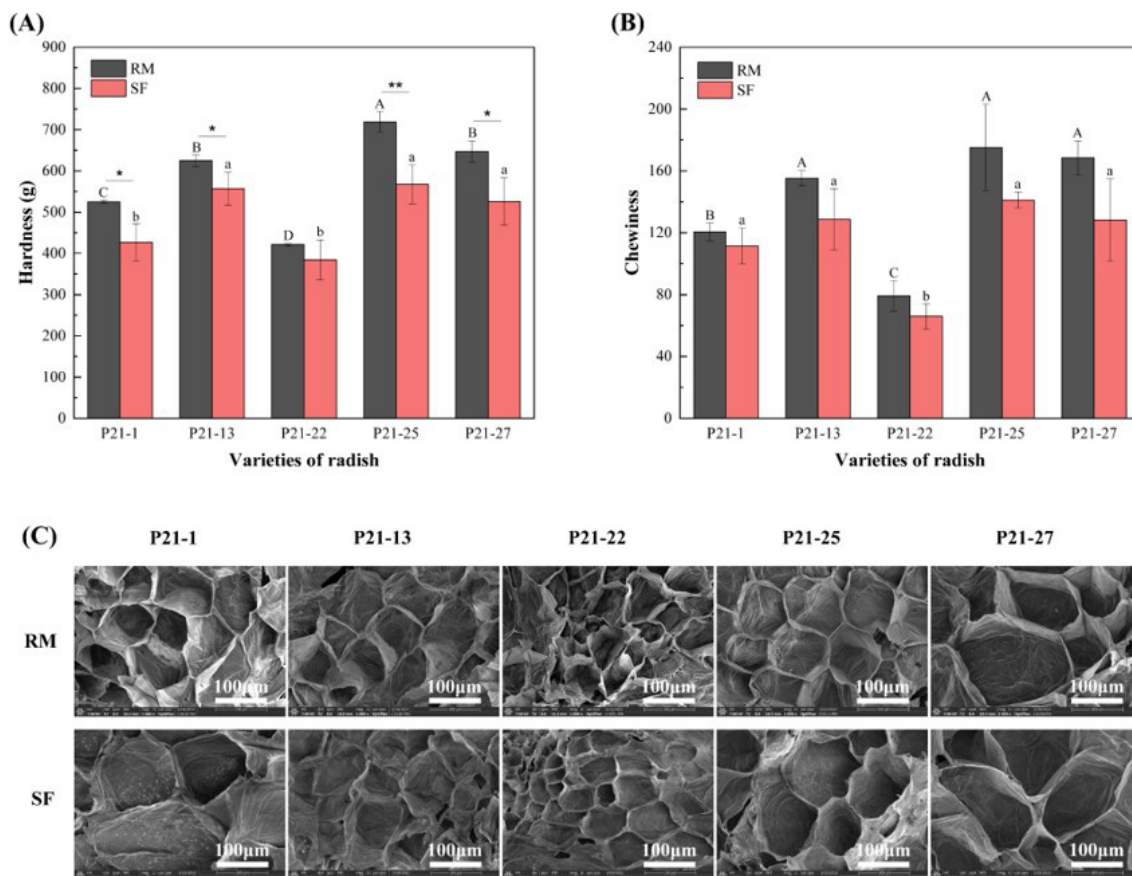 (A)
900
800
700
600
500
400
300
200
100
0
Hardness (g)
RM
SF
C
*
b
B
*
a
D
b
A
**
a
B
*
a
P21-1
P21-13
P21-22
P21-25
P21-27
Varieties of radish
(B)
240
200
160
120
80
40
0
Chewiness
RM
SF
B
a
A
a
C
b
A
a
A
a
P21-1
P21-13
P21-22
P21-25
P21-27
Varieties of radish
(C)
P21-1
P21-13
P21-22
P21-25
P21-27
RM
100μm
100μm
100μm
100μm
100μm
SF
100μm
100μm
100μm
100μm
100μm